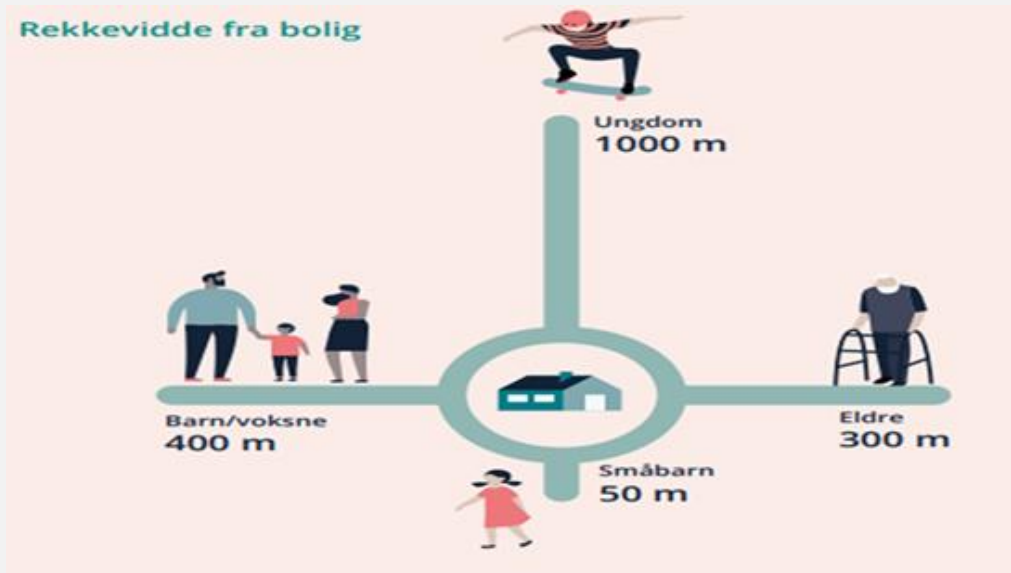 Rekkevidde fra bolig
Ungdom
1000 m
Barn/voksne
400 m
Eldre
300 m
Småbarn
50 m